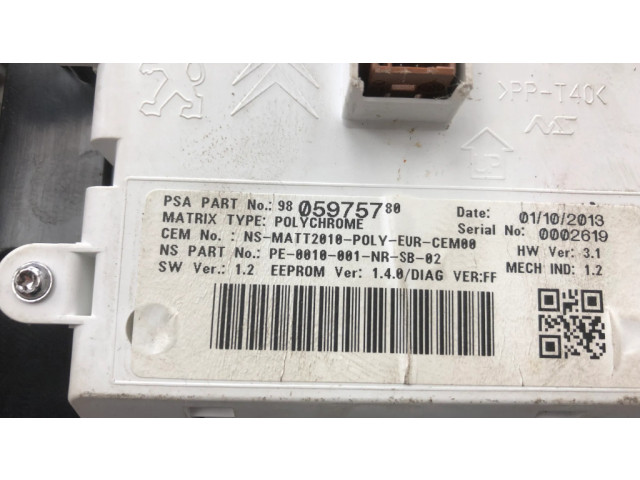 >PP-T40<
PSA PART No.: 98 059757 80
MATRIX TYPE: POLYCHROME
CEM No.  : NS-MATT2010-POLY-EUR-CEM00
NS PART No.: PE-0010-001-NR-SB-02
SW Ver.: 1.2 EEPROM Ver: 1.4.0/DIAG VER:FF
Date: 01/10/2013
Serial No: 0002619
HW Ver: 3.1
MECH IND: 1.2